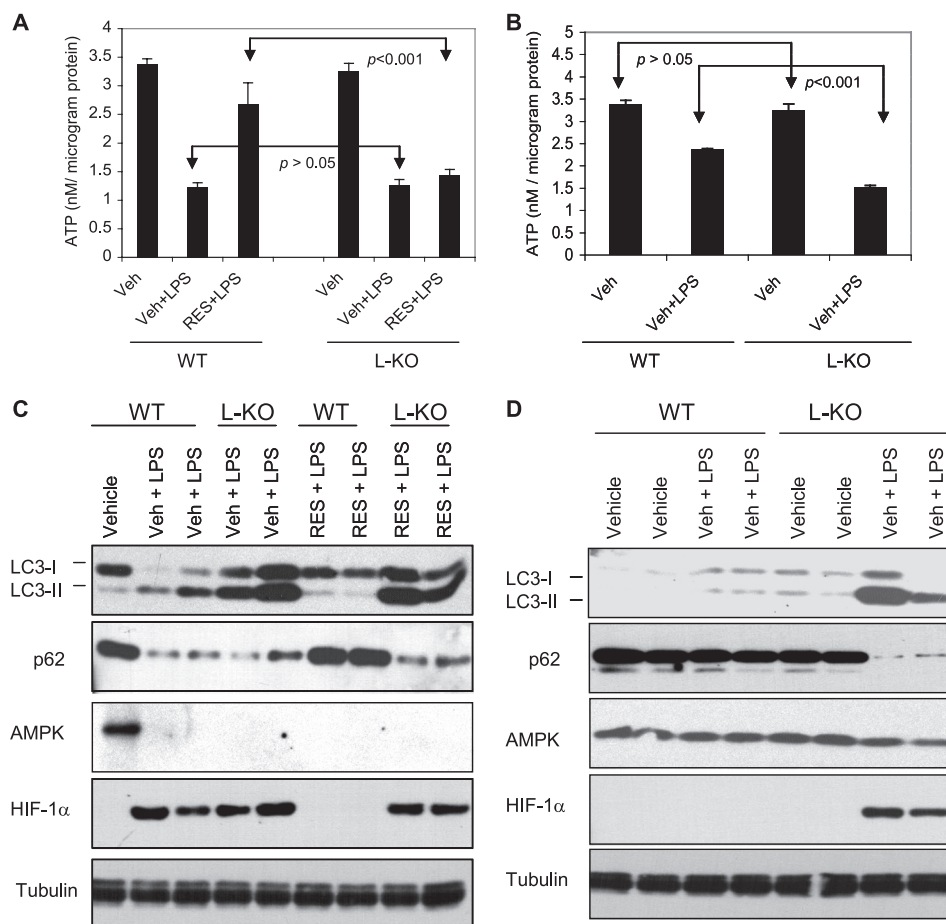 A
ATP (nM/ microgram protein)
4
3.5
3
2.5
2
1.5
1
0.5
0
p<0.001
p > 0.05
Veh
Veh+LPS
RES+LPS
Veh
Veh+LPS
RES+LPS
WT
L-KO
B
ATP (nM / microgram protein)
5
4.5
4
3.5
3
2.5
2
1.5
1
0.5
0
p > 0.05
p<0.001
Veh
Veh+LPS
Veh
Veh+LPS
WT
L-KO
C
WT
L-KO
WT
L-KO
Vehicle
Veh + LPS
Veh + LPS
Veh + LPS
Veh + LPS
RES + LPS
RES + LPS
RES + LPS
RES + LPS
LC3-I
LC3-II
p62
AMPK
HIF-1α
Tubulin
D
WT
L-KO
Vehicle
Vehicle
Veh + LPS
Veh + LPS
Vehicle
Vehicle
Veh + LPS
Veh + LPS
LC3-I
LC3-II
p62
AMPK
HIF-1α
Tubulin